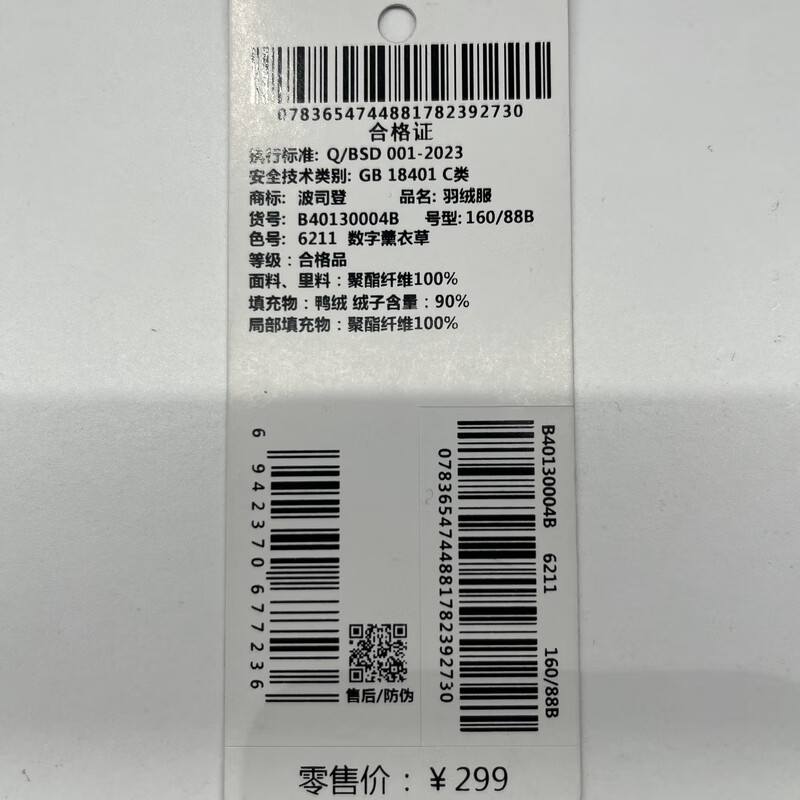 0783654744881782392730
合格证
执行标准: Q/BSD 001-2023
安全技术类别: GB 18401 C类
商标: 波司登 品名: 羽绒服
货号: B40130004B 号型: 160/88B
色号: 6211 数字薰衣草
等级：合格品
面料、里料：聚酯纤维100%
填充物：鸭绒 绒子含量：90%
局部填充物：聚酯纤维100%
6 942370 677236
售后/防伪
0783654744881782392730
B40130004B 6211 160/88B
零售价：￥299